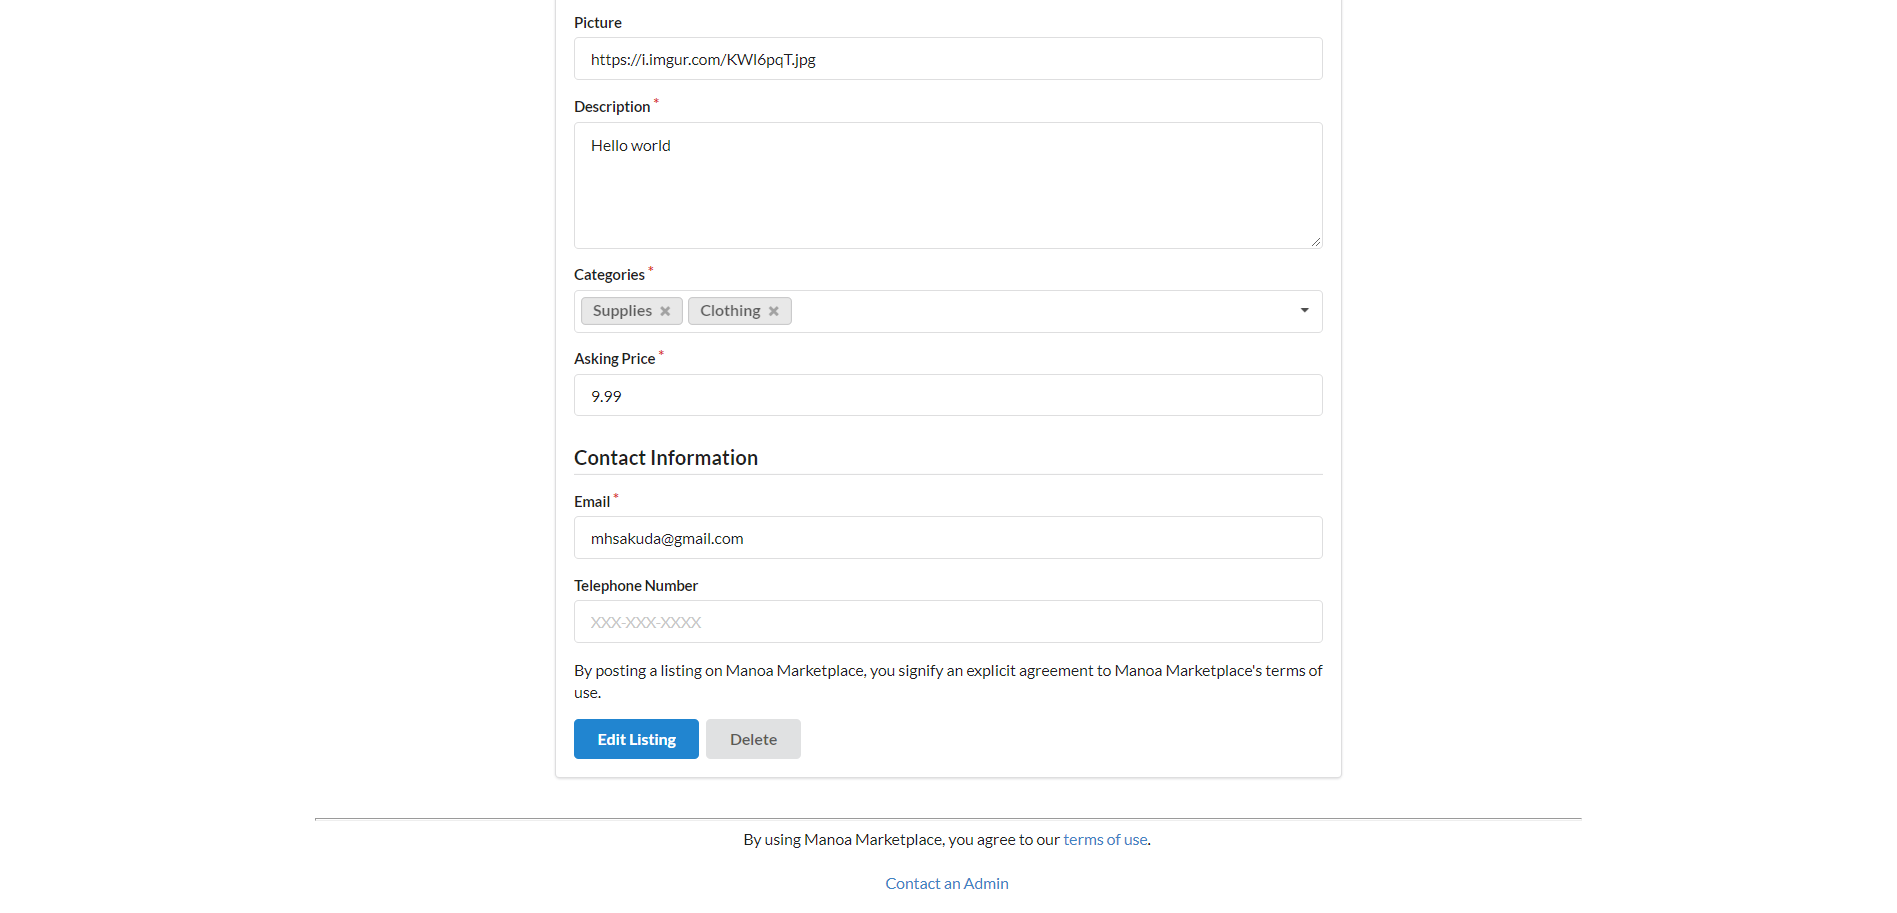 Picture
https://i.imgur.com/KWl6pqT.jpg
Description *
Hello world
Categories *
Supplies Clothing
Asking Price *
9.99
Contact Information
Email *
mhsakuda@gmail.com
Telephone Number
XXX-XXX-XXXX
By posting a listing on Manoa Marketplace, you signify an explicit agreement to Manoa Marketplace's terms of
use.
Edit Listing Delete
By using Manoa Marketplace, you agree to our terms of use.
Contact an Admin